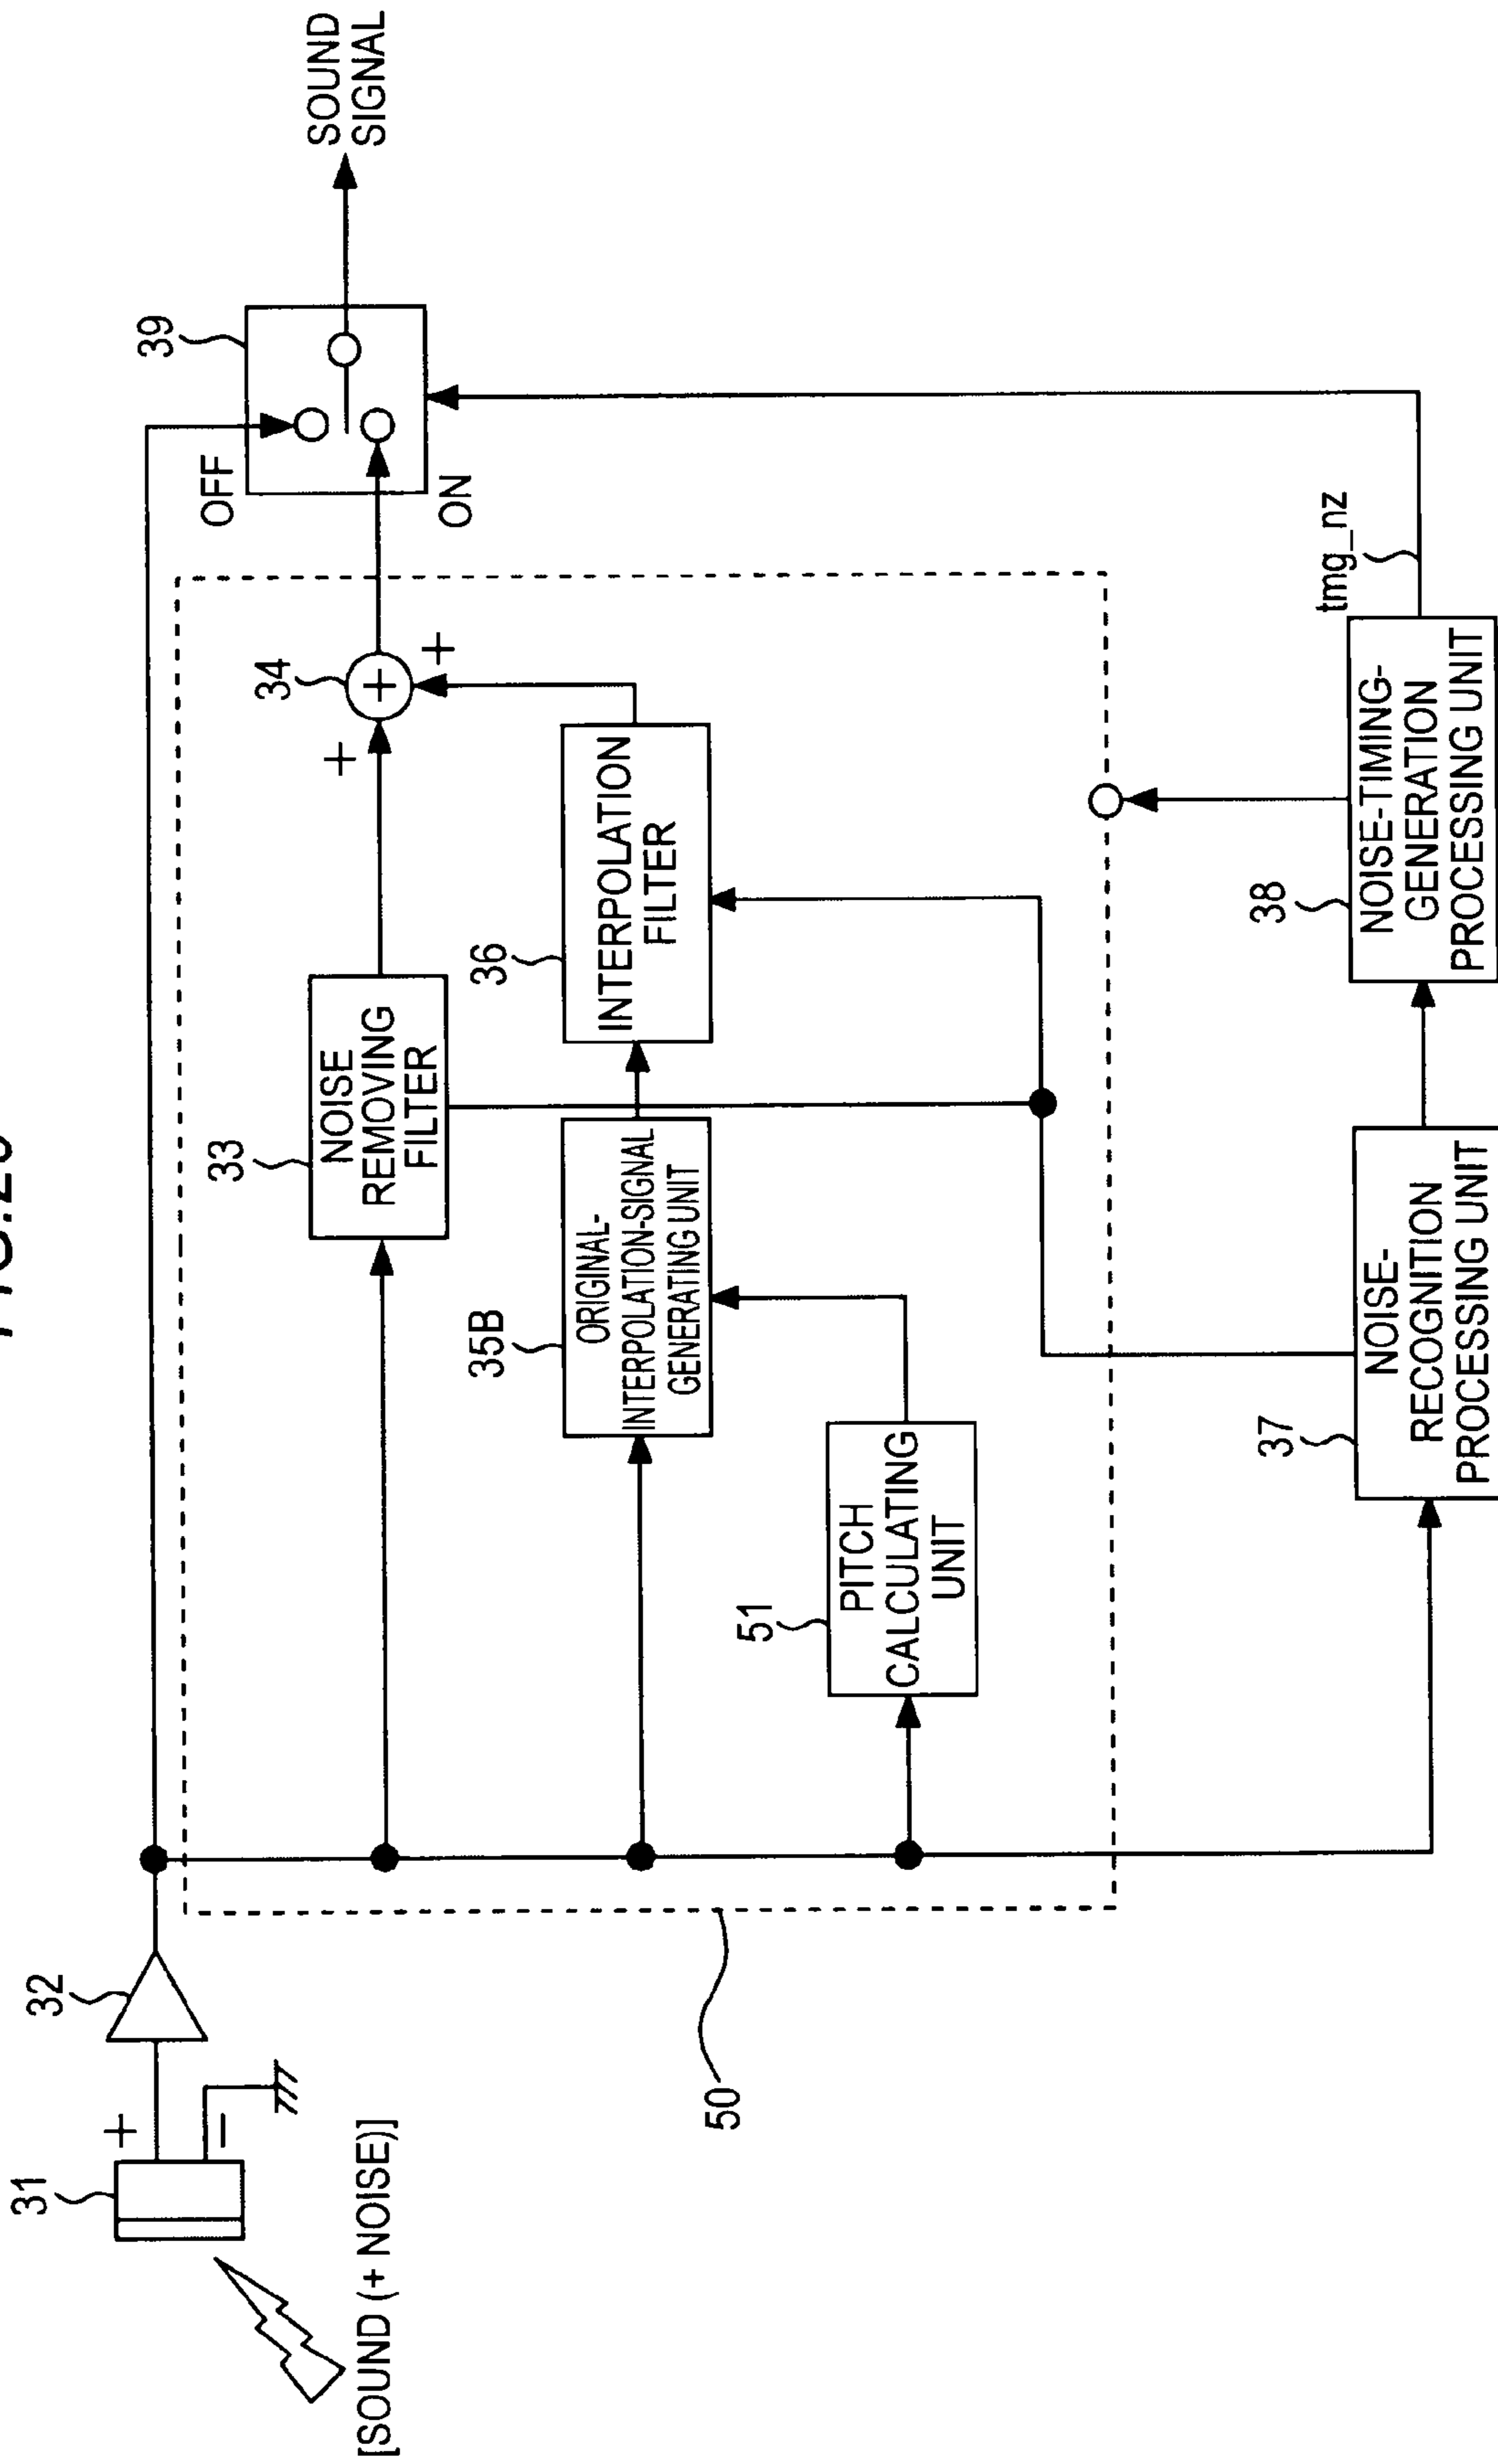 31
32
+
−
[SOUND (+ NOISE)]
50
33
NOISE
REMOVING
FILTER
+
34
+
+
OFF
ON
39
SOUND
SIGNAL
35B
ORIGINAL-
INTERPOLATION-SIGNAL
GENERATING UNIT
36
INTERPOLATION
FILTER
51
PITCH
CALCULATING
UNIT
37
NOISE-
RECOGNITION
PROCESSING UNIT
38
NOISE-TIMING-
GENERATION
PROCESSING UNIT
tmg_nz